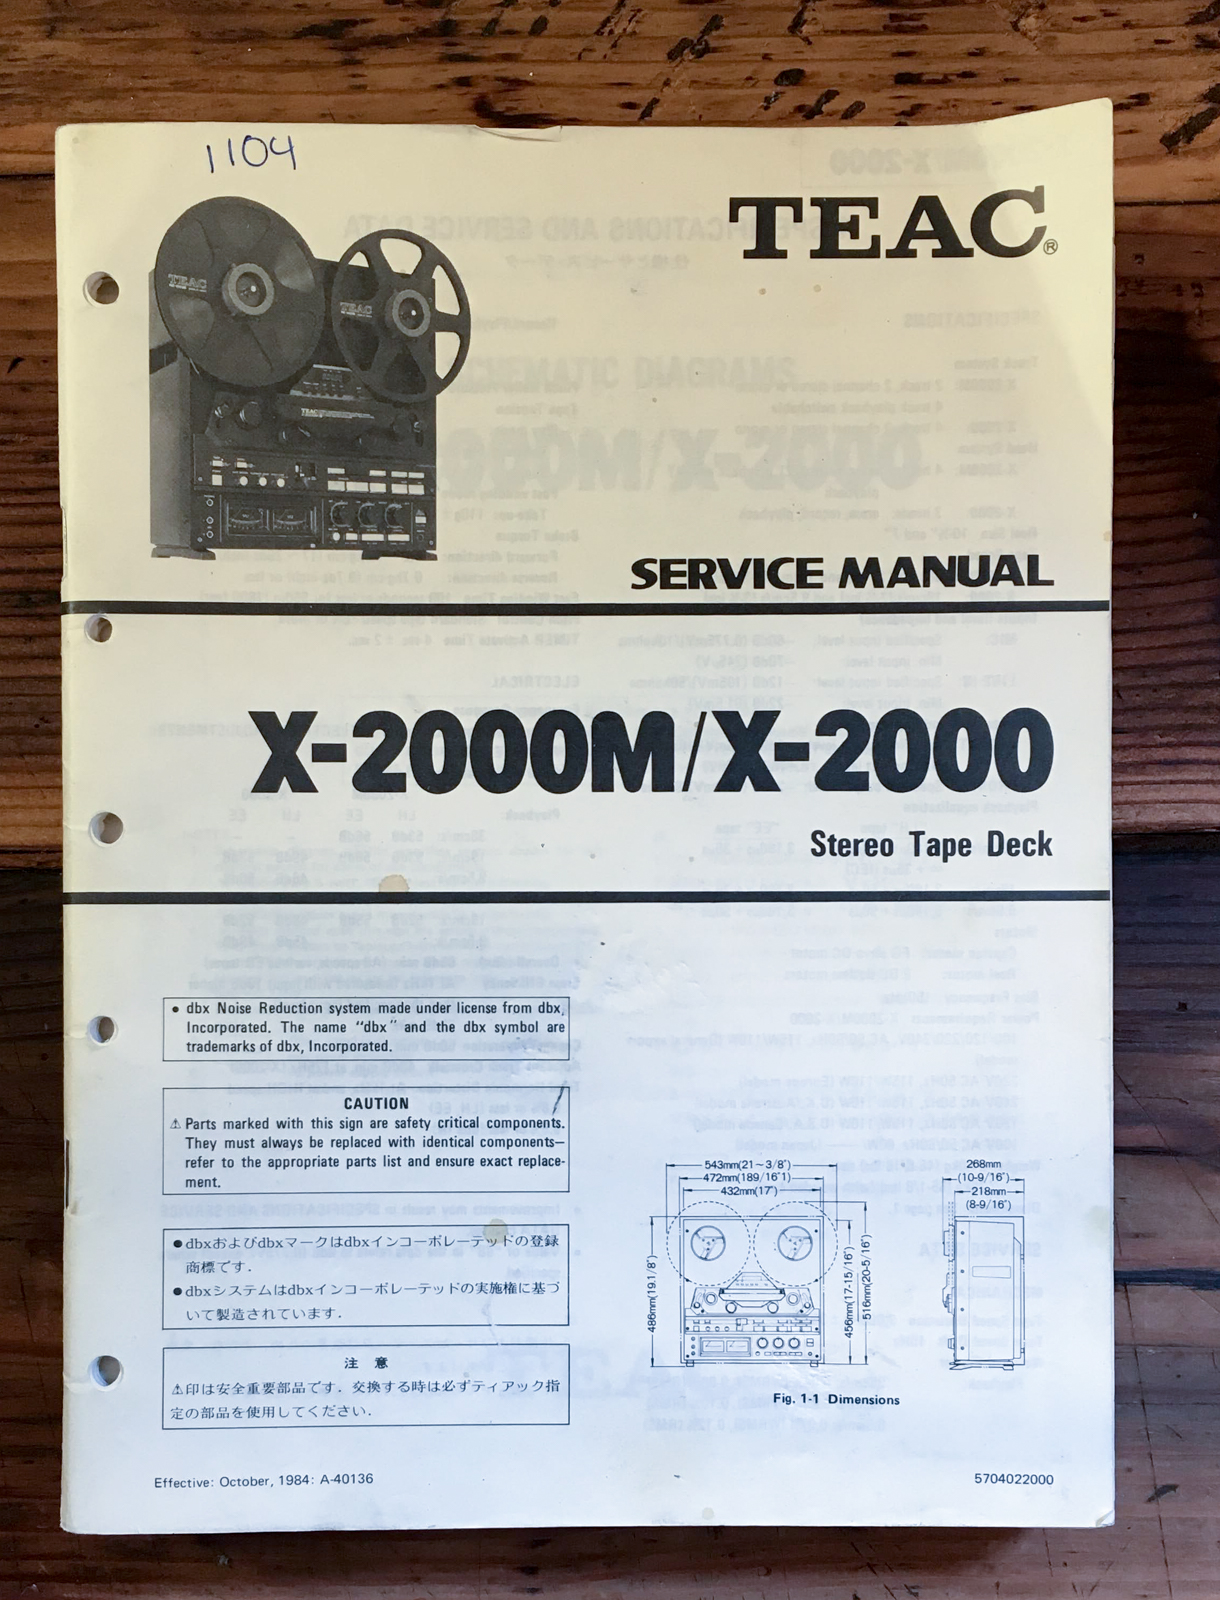 1104
TEAC®
TEAC
TEAC
TEAC
SERVICE MANUAL
X-2000M/X-2000
Stereo Tape Deck
• dbx Noise Reduction system made under license from dbx,
Incorporated. The name "dbx" and the dbx symbol are
trademarks of dbx, Incorporated.
CAUTION
⚠ Parts marked with this sign are safety critical components.
They must always be replaced with identical components—
refer to the appropriate parts list and ensure exact replace-
ment.
●dbxおよびdbxマークはdbxインコーポレーテッドの登録
商標です.
●dbxシステムはdbxインコーポレーテッドの実施権に基づ
いて製造されています.
注 意
⚠印は安全重要部品です. 交換する時は必ずティアック指
定の部品を使用してください.
543mm(21~3/8")
472mm(189/16"1)
432mm(17")
268mm
(10-9/16")
218mm
(8-9/16")
486mm(19.1/8")
456mm(17-15/16")
516mm(20-5/16")
Fig. 1-1 Dimensions
Effective: October, 1984: A-40136
5704022000